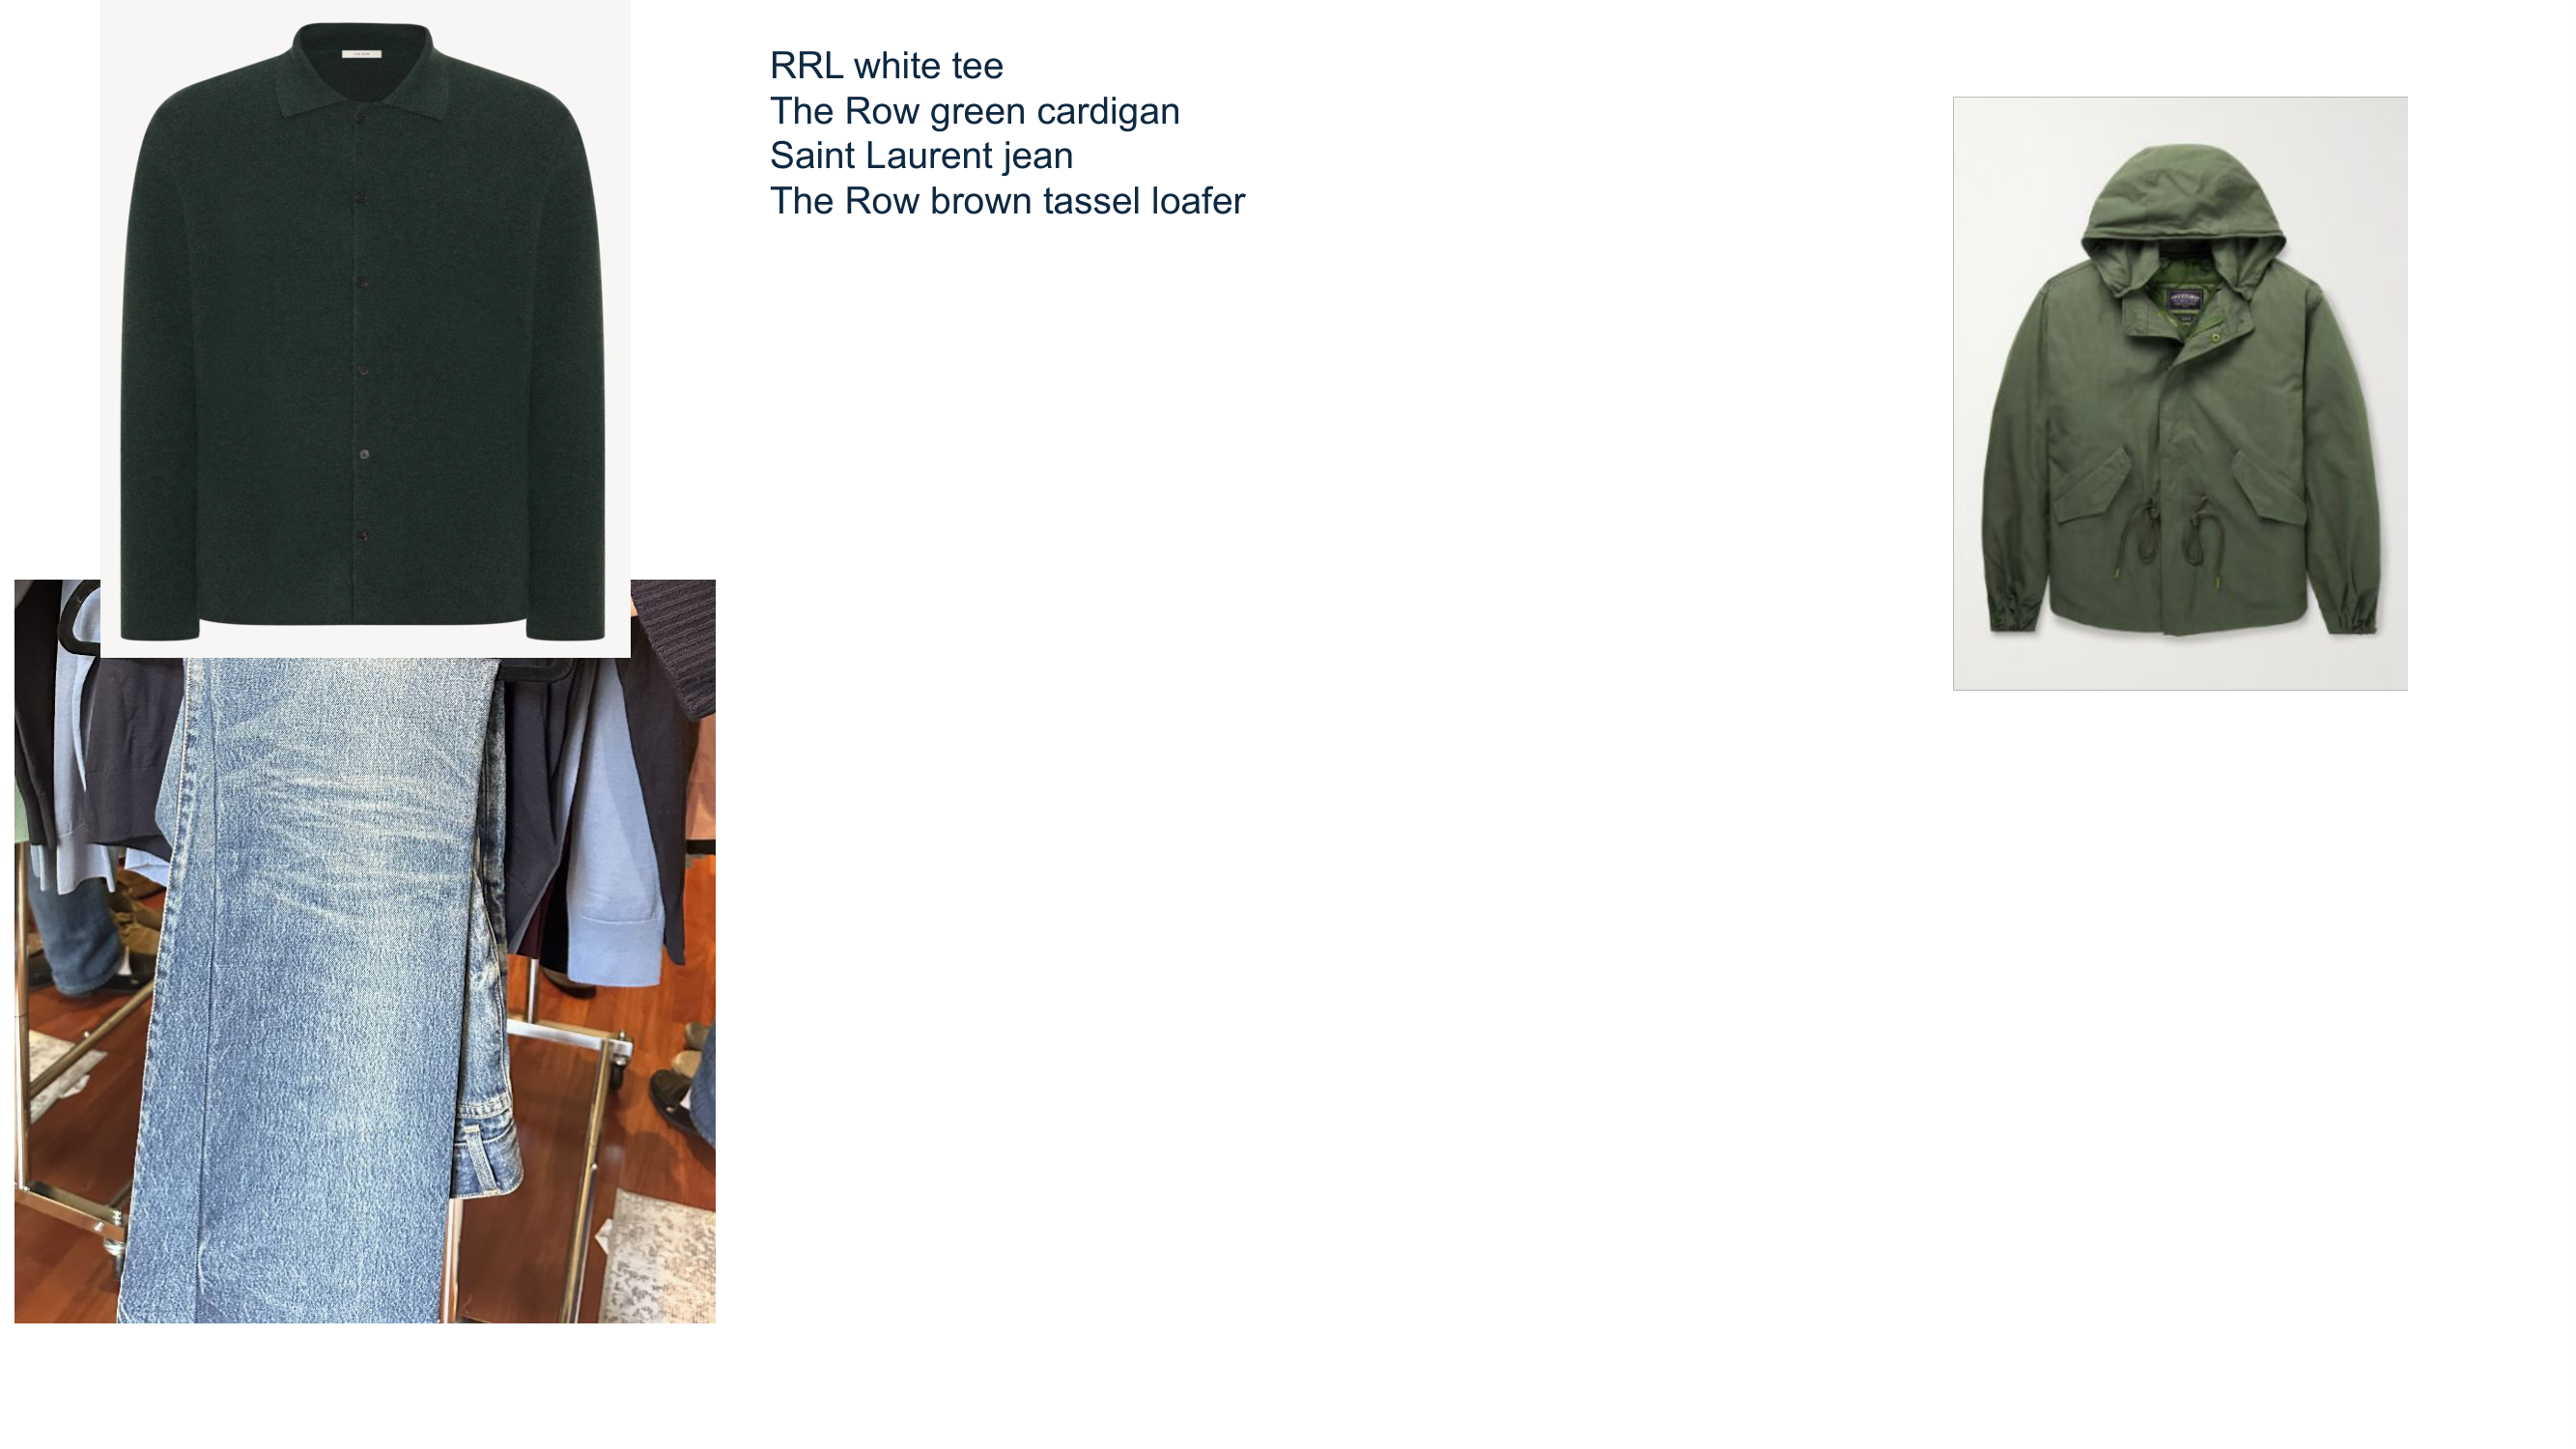 RRL white tee
The Row green cardigan
Saint Laurent jean
The Row brown tassel loafer